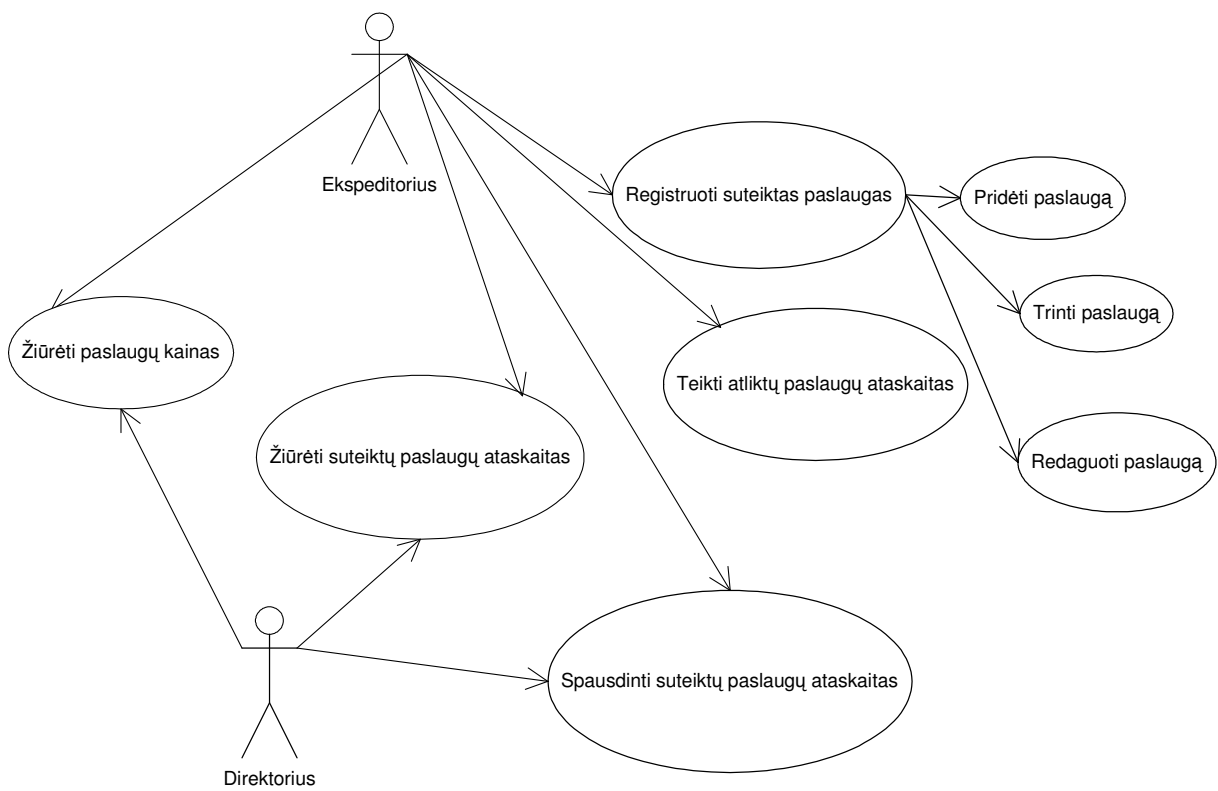 Ekspeditorius
Registruoti suteiktas paslaugas
Pridėti paslaugą
Trinti paslaugą
Žiūrėti paslaugų kainas
Teikti atliktų paslaugų ataskaitas
Žiūrėti suteiktų paslaugų ataskaitas
Redaguoti paslaugą
Spausdinti suteiktų paslaugų ataskaitas
Direktorius